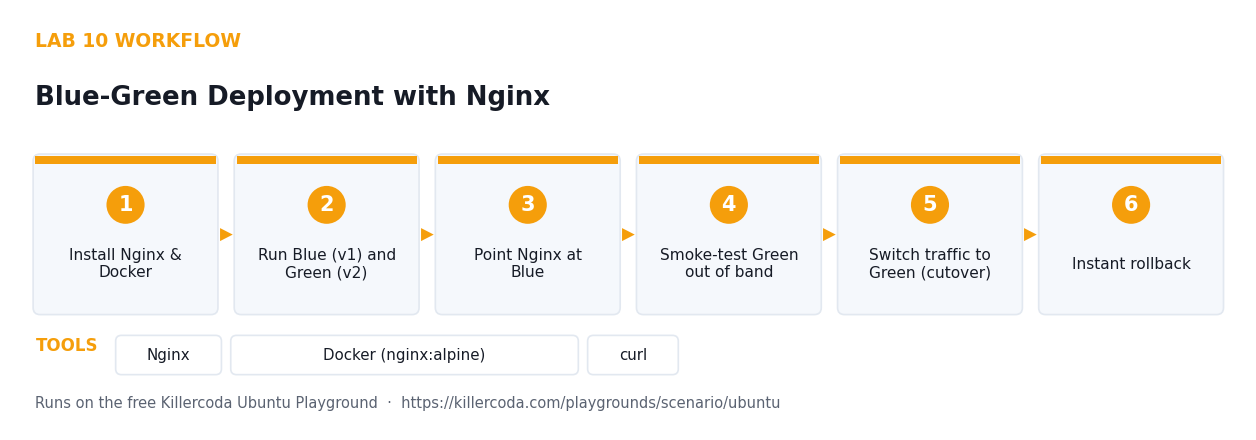 LAB 10 WORKFLOW
Blue-Green Deployment with Nginx
1
Install Nginx &
Docker
2
Run Blue (v1) and
Green (v2)
3
Point Nginx at
Blue
4
Smoke-test Green
out of band
5
Switch traffic to
Green (cutover)
6
Instant rollback
TOOLS
Nginx
Docker (nginx:alpine)
curl
Runs on the free Killercoda Ubuntu Playground · https://killercoda.com/playgrounds/scenario/ubuntu